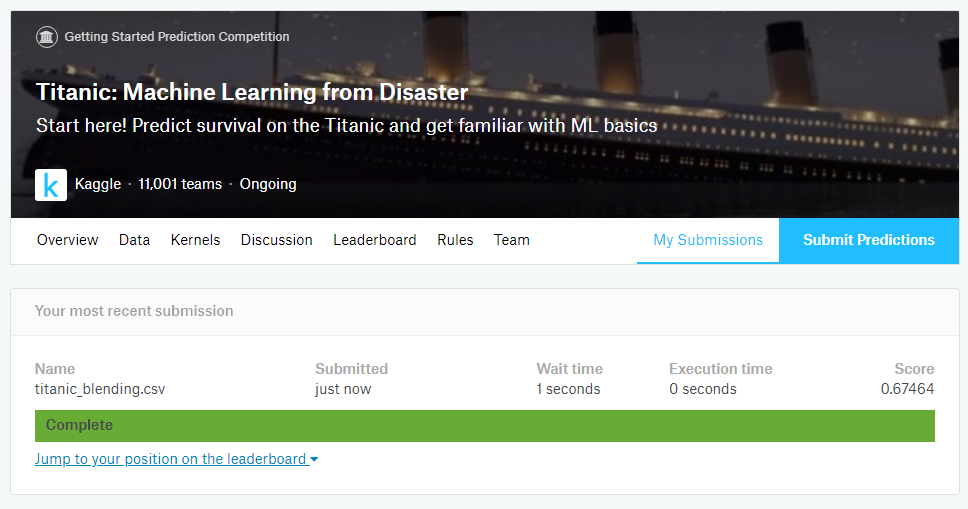 Getting Started Prediction Competition
Titanic: Machine Learning from Disaster
Start here! Predict survival on the Titanic and get familiar with ML basics
k Kaggle · 11,001 teams · Ongoing
Overview Data Kernels Discussion Leaderboard Rules Team My Submissions Submit Predictions
Your most recent submission
Name Submitted Wait time Execution time Score
titanic_blending.csv just now 1 seconds 0 seconds 0.67464
Complete
Jump to your position on the leaderboard